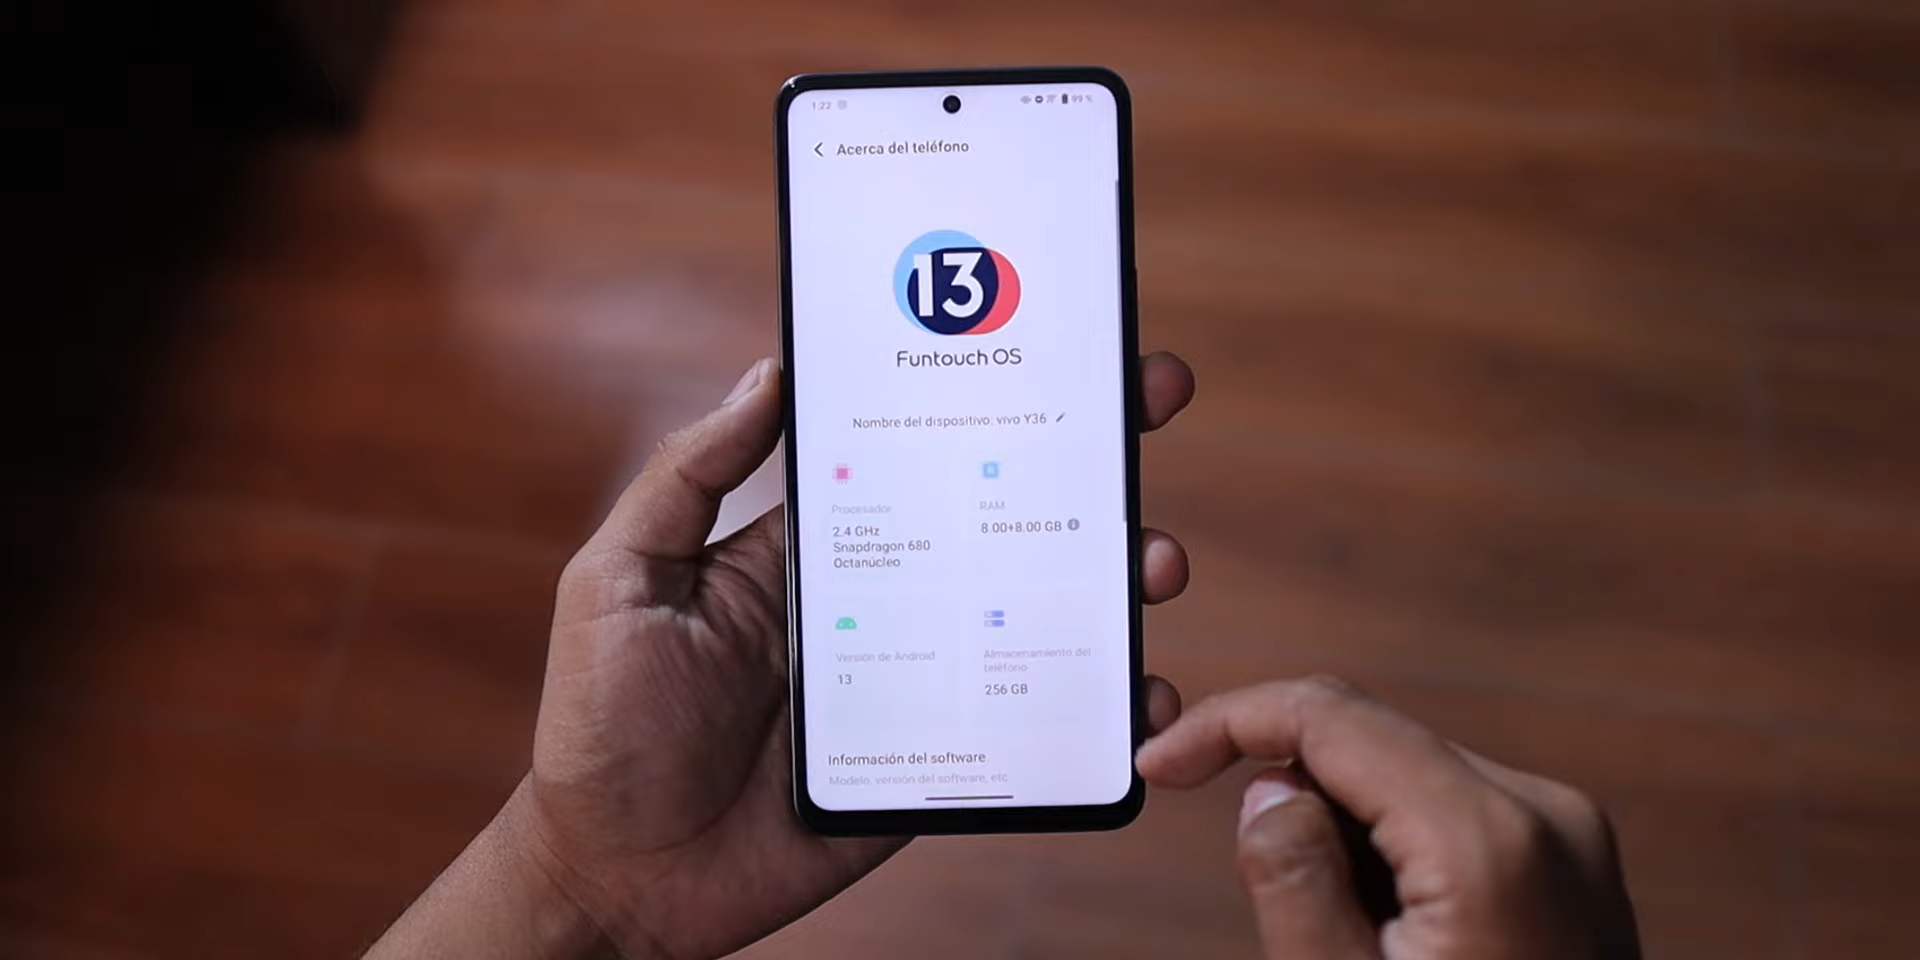 1:22 99 %
Acerca del teléfono
13
Funtouch OS
Nombre del dispositivo: vivo Y36
Procesador
2.4 GHz
Snapdragon 680
Octanúcleo
RAM
8.00+8.00 GB
Versión de Android
13
Almacenamiento del
teléfono
256 GB
Información del software
Modelo, versión del software, etc